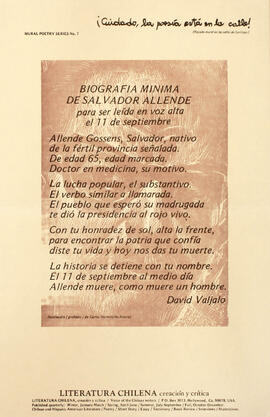 ¡Cuidado, la poesía está en la calle!
MURAL POETRY SERIES No. 7
BIOGRAFIA MINIMA
DE SALVADOR ALLENDE
para ser leída en voz alta
el 11 de septiembre
Allende Gossens, Salvador, nativo
de la fértil provincia señalada.
De edad 65, edad marcada.
Doctor en medicina, su motivo.
La lucha popular, el substantivo.
El verbo similar a llamarada.
El pueblo que esperó su madrugada
te dió la presidencia al rojo vivo.
Con tu honradez de sol, alta la frente,
para encontrar la patria que confía
diste tu vida y hoy nos das tu muerte.
La historia se detiene con tu nombre.
El 11 de septiembre al medio día
Allende muere, como muere un hombre.
David Valjalo
LITERATURA CHILENA creación y crítica